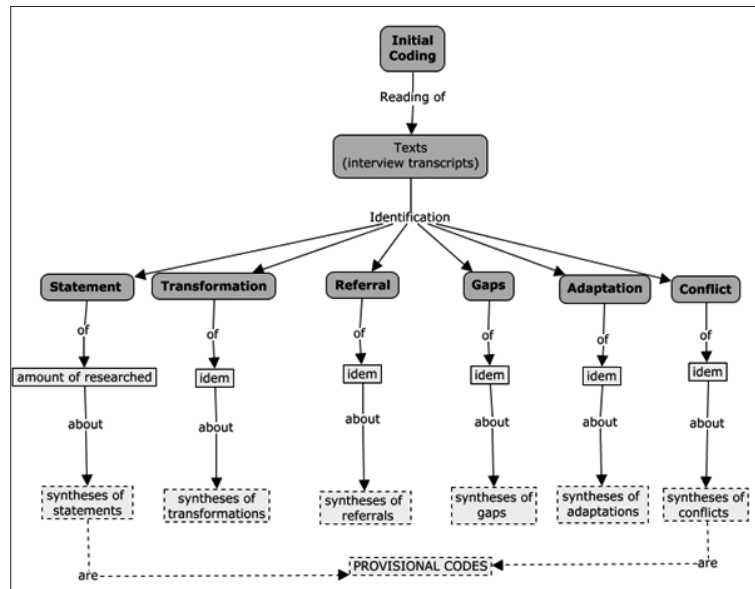 Initial
Coding
Reading of
Texts
(interview transcripts)
Identification
Statement
Transformation
Referral
Gaps
Adaptation
Conflict
of
of
of
of
of
of
amount of researched
idem
idem
idem
idem
idem
about
about
about
about
about
about
syntheses of
statements
syntheses of
transformations
syntheses of
referrals
syntheses of
gaps
syntheses of
adaptations
syntheses of
conflicts
are
PROVISIONAL CODES
are